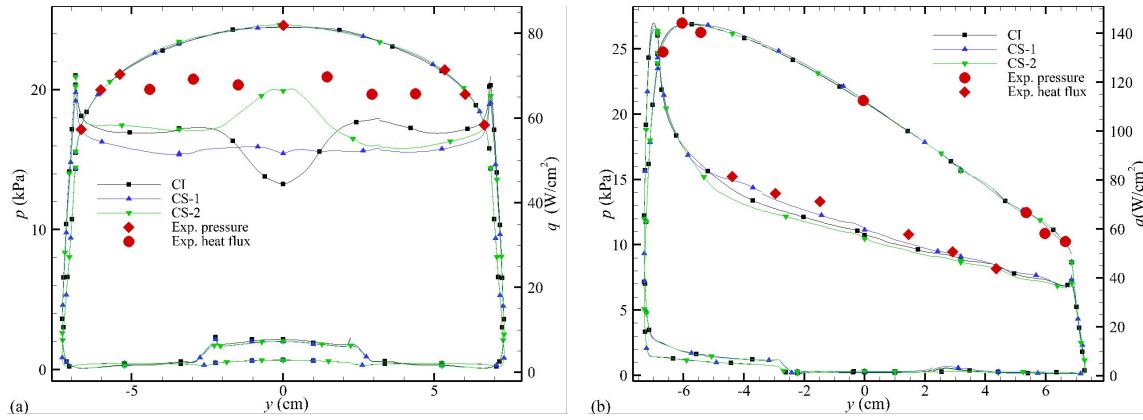 25
20
10
0
p (kPa)
-5
0
5
y (cm)
80
60
40
20
0
q (W/cm²)
CI
CS-1
CS-2
Exp. pressure
Exp. heat flux
(a)
25
20
15
10
5
0
p (kPa)
-6
-4
-2
0
2
4
6
y (cm)
140
120
100
80
60
40
20
0
q(W/cm²)
CI
CS-1
CS-2
Exp. pressure
Exp. heat flux
(b)